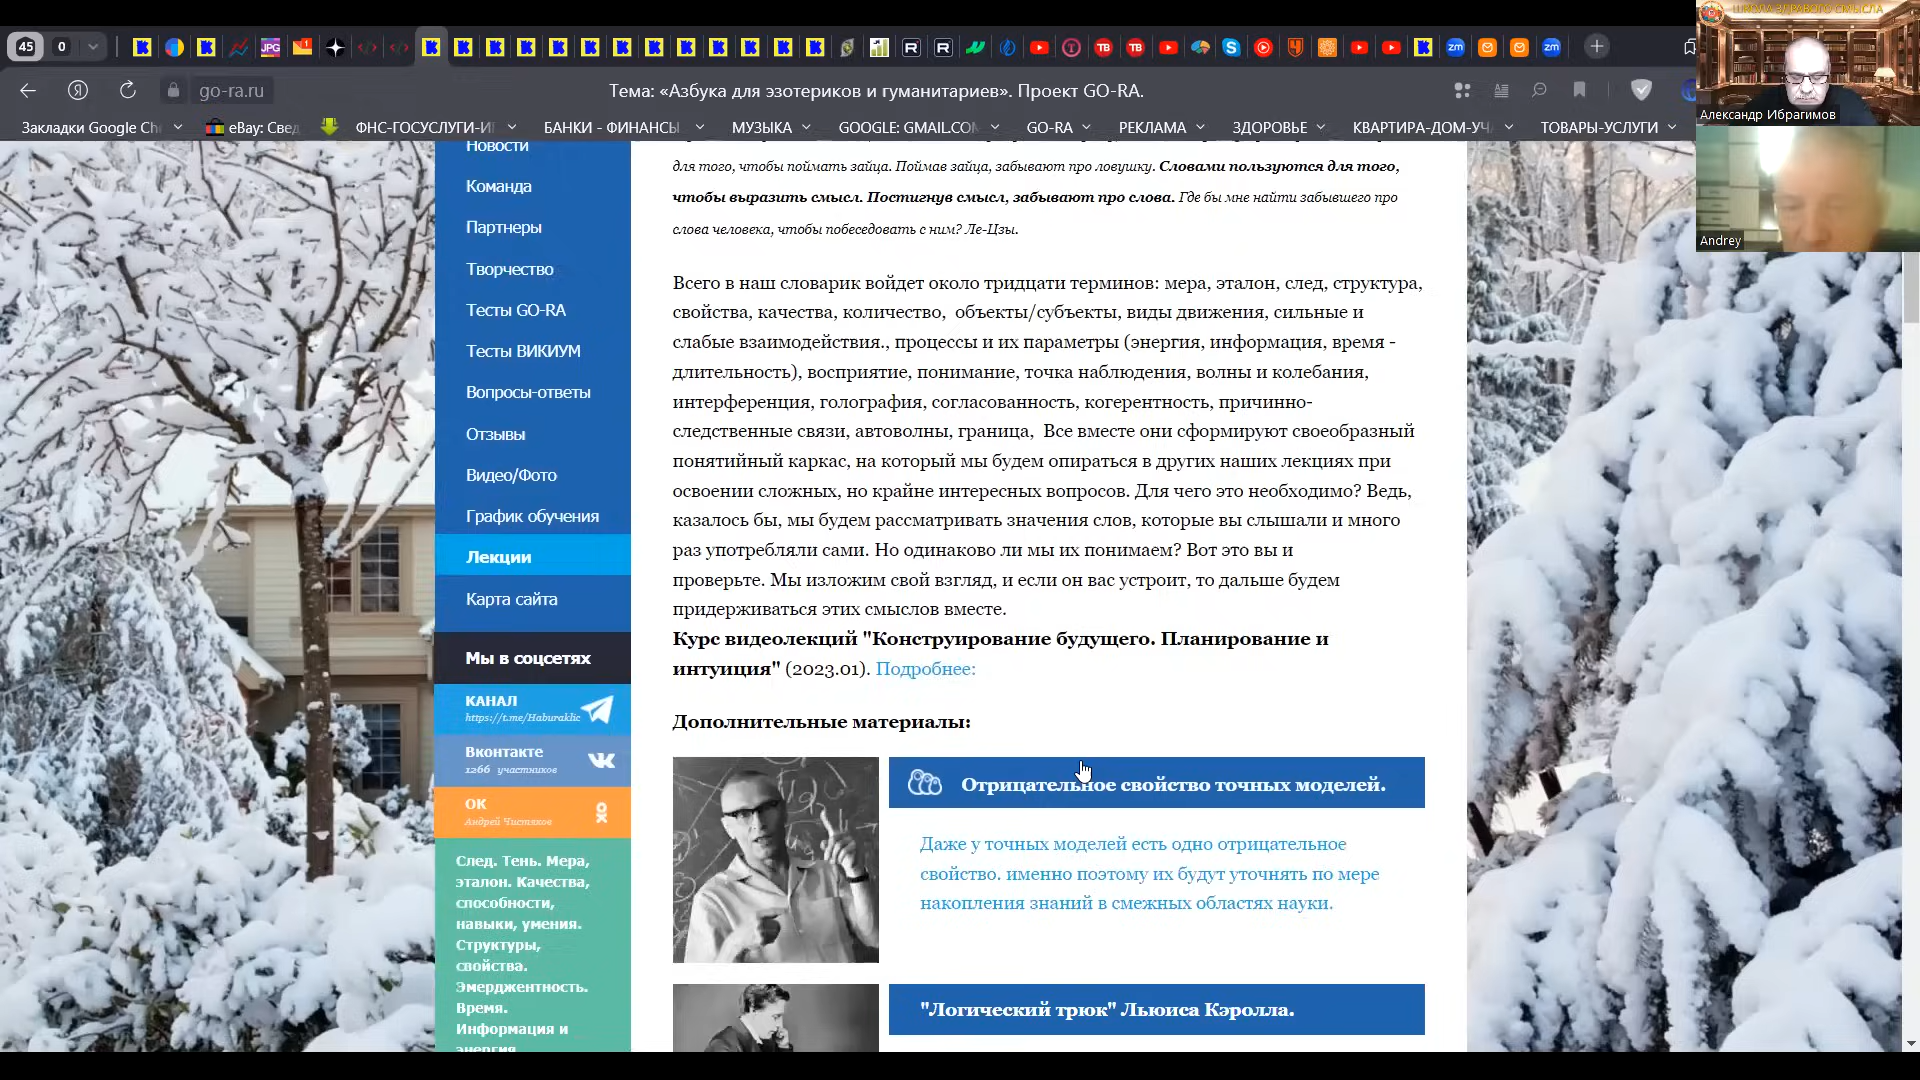 ШКОЛА ЗДРАВОГО СМЫСЛА
45
0
JPG
go-ra.ru
Тема: «Азбука для эзотериков и гуманитариев». Проект GO-RA.
Александр Ибрагимов
Закладки Google Ch
eBay: Свед
ФНС-ГОСУСЛУГИ-И
БАНКИ - ФИНАНСЫ
МУЗЫКА
GOOGLE: GMAIL.COM
GO-RA
РЕКЛАМА
ЗДОРОВЬЕ
КВАРТИРА-ДОМ-УЧ
ТОВАРЫ-УСЛУГИ
Andrey
Новости
Команда
Партнеры
Творчество
Тесты GO-RA
Тесты ВИКИУМ
Вопросы-ответы
Отзывы
Видео/Фото
График обучения
Лекции
Карта сайта
Мы в соцсетях
КАНАЛ
https://t.me/Haburaklic
Вконтакте
1266 участников
ОК
Андрей Чистяков
След. Тень. Мера,
эталон. Качества,
способности,
навыки, умения.
Структуры,
свойства.
Эмерджентность.
Время.
Информация и
энергия
для того, чтобы поймать зайца. Поймав зайца, забывают про ловушку. Словами пользуются для того,
чтобы выразить смысл. Постигнув смысл, забывают про слова. Где бы мне найти забывшего про
слова человека, чтобы побеседовать с ним? Ле-Цзы.
Всего в наш словарик войдет около тридцати терминов: мера, эталон, след, структура,
свойства, качества, количество, объекты/субъекты, виды движения, сильные и
слабые взаимодействия., процессы и их параметры (энергия, информация, время -
длительность), восприятие, понимание, точка наблюдения, волны и колебания,
интерференция, голография, согласованность, когерентность, причинно-
следственные связи, автоволны, граница, Все вместе они сформируют своеобразный
понятийный каркас, на который мы будем опираться в других наших лекциях при
освоении сложных, но крайне интересных вопросов. Для чего это необходимо? Ведь,
казалось бы, мы будем рассматривать значения слов, которые вы слышали и много
раз употребляли сами. Но одинаково ли мы их понимаем? Вот это вы и
проверьте. Мы изложим свой взгляд, и если он вас устроит, то дальше будем
придерживаться этих смыслов вместе.
Курс видеолекций "Конструирование будущего. Планирование и
интуиция" (2023.01). Подробнее:
Дополнительные материалы:
Отрицательное свойство точных моделей.
Даже у точных моделей есть одно отрицательное
свойство. именно поэтому их будут уточнять по мере
накопления знаний в смежных областях науки.
"Логический трюк" Льюиса Кэролла.